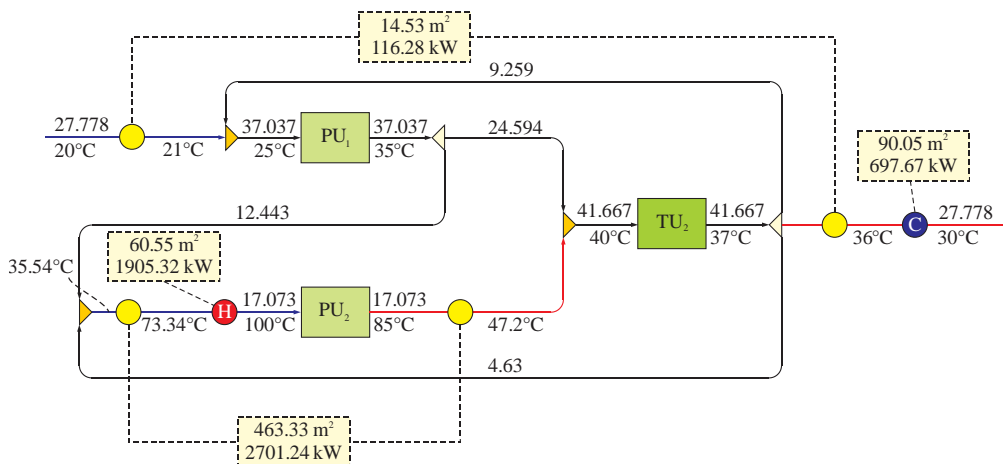 14.53 m²
116.28 kW
9.259
27.778
20°C
21°C
37.037
25°C
PU₁
37.037
35°C
24.594
90.05 m²
697.67 kW
12.443
41.667
40°C
TU₂
41.667
37°C
36°C
C
27.778
30°C
60.55 m²
1905.32 kW
35.54°C
73.34°C
H
17.073
100°C
PU₂
17.073
85°C
47.2°C
4.63
463.33 m²
2701.24 kW